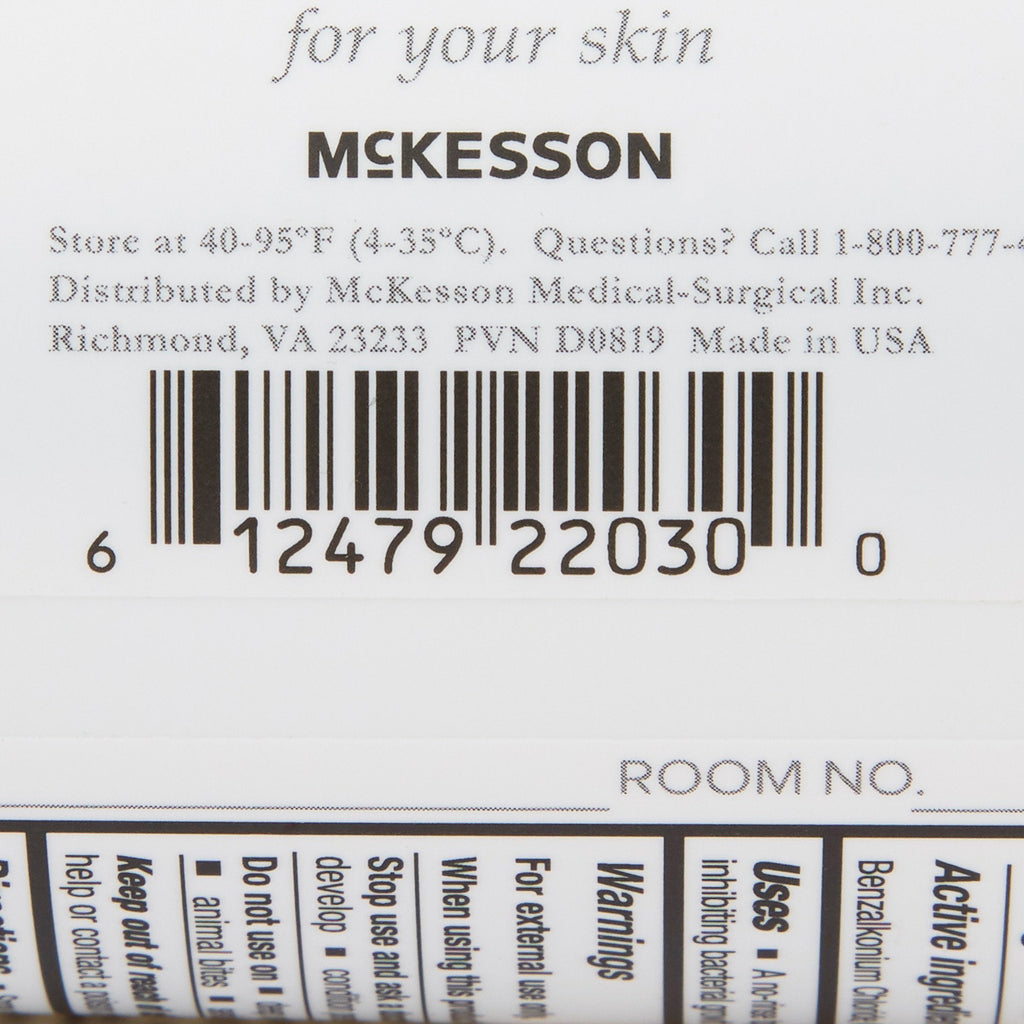 for your skin
McKESSON
Store at 40-95°F (4-35°C). Questions? Call 1-800-777-
Distributed by McKesson Medical-Surgical Inc.
Richmond, VA 23233 PVN D0819 Made in USA
6 12479 22030 0
ROOM NO.
Active
Benzalkonium
Uses ■ A no-rinse
inhibiting bacterial
Warnings
For external use
When using this
Stop use and ask
develop ■
Do not use on ■
■ animal bites ■
Keep out of
help or contact a